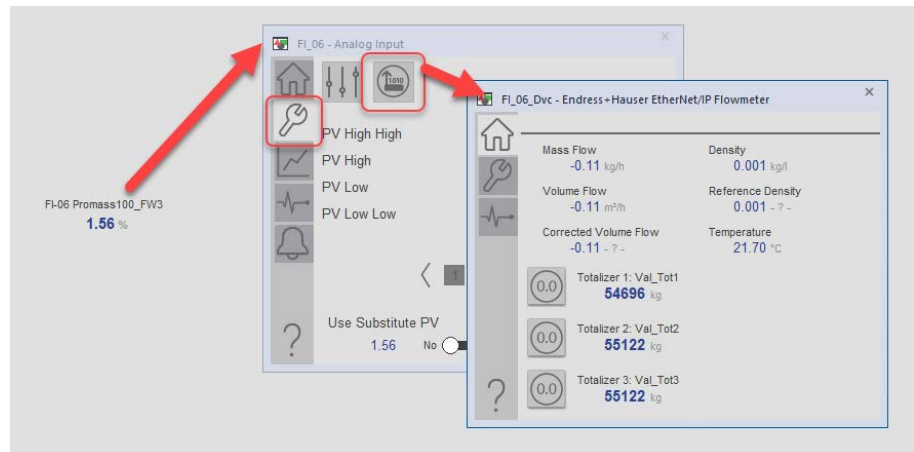 FI-06 Promass100_FW3
1.56 %
FI_06 - Analog Input
1010
PV High High
PV High
PV Low
PV Low Low
1
Use Substitute PV
1.56 No
?
FI_06_Dvc - Endress+Hauser EtherNet/IP Flowmeter
Mass Flow
-0.11 kg/h
Density
0.001 kg/l
Volume Flow
-0.11 m³/h
Reference Density
0.001 - ? -
Corrected Volume Flow
-0.11 - ? -
Temperature
21.70 °C
0.0
Totalizer 1: Val_Tot1
54696 kg
0.0
Totalizer 2: Val_Tot2
55122 kg
0.0
Totalizer 3: Val_Tot3
55122 kg
?